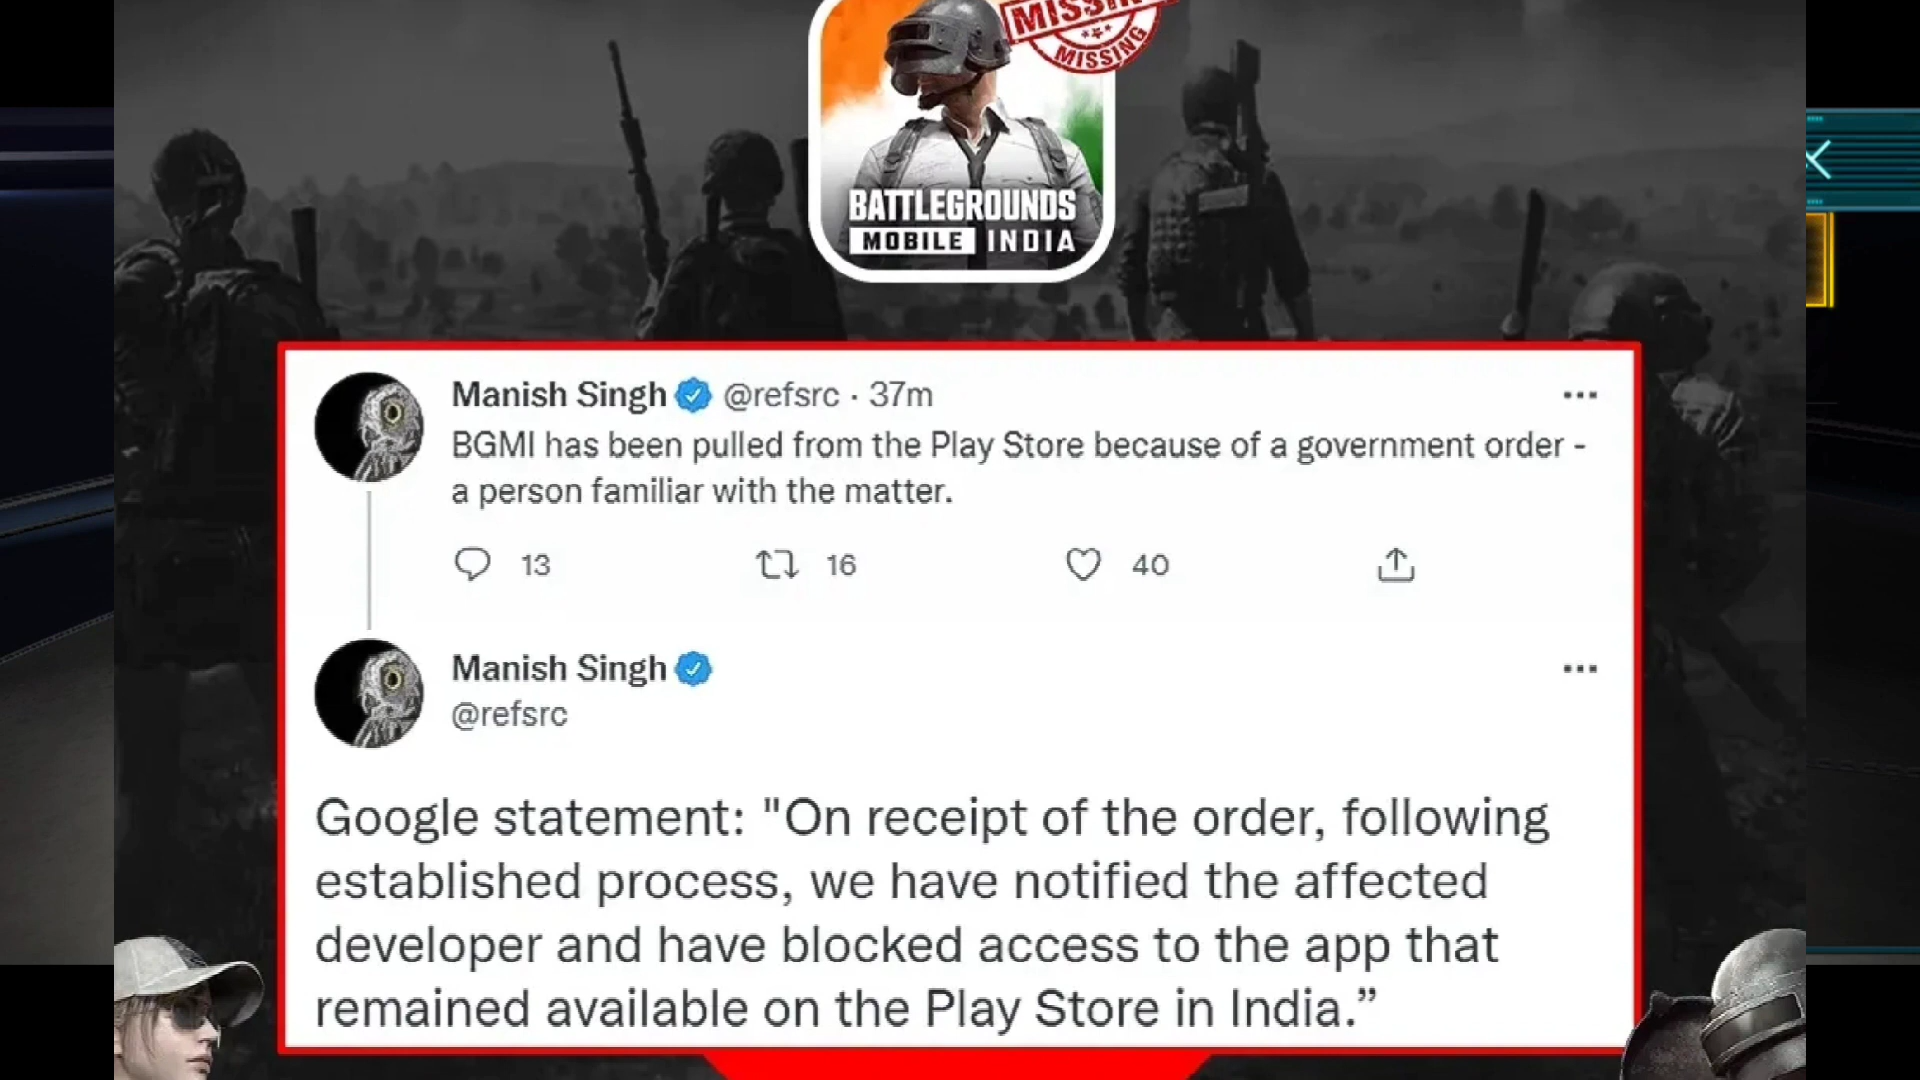 MISSING
MISSING
BATTLEGROUNDS
MOBILE INDIA
Manish Singh @refsrc · 37m
BGMI has been pulled from the Play Store because of a government order -
a person familiar with the matter.
13 16 40
Manish Singh
@refsrc
Google statement: "On receipt of the order, following
established process, we have notified the affected
developer and have blocked access to the app that
remained available on the Play Store in India.”